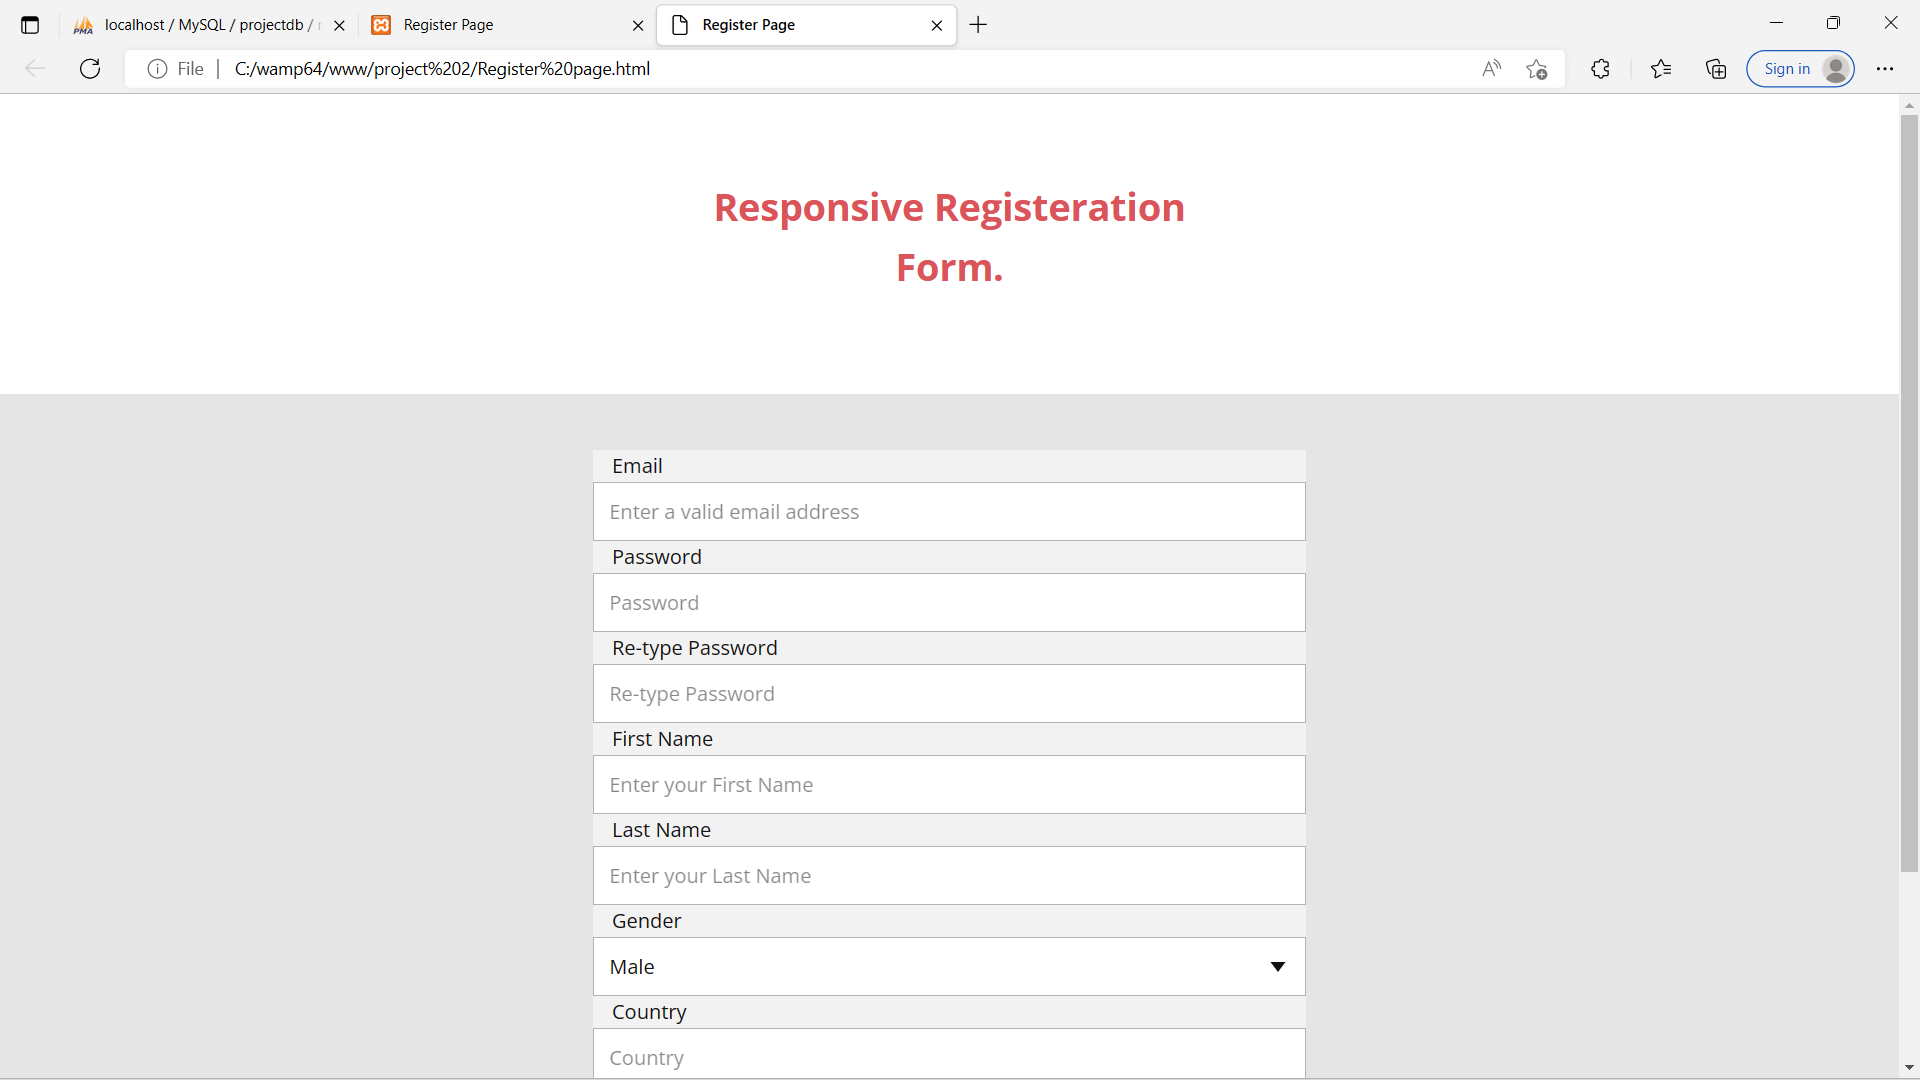 localhost / MySQL / projectdb /
Register Page
Register Page
File
C:/wamp64/www/project%202/Register%20page.html
Sign in
Responsive Registeration
Form.
Email
Enter a valid email address
Password
Password
Re-type Password
Re-type Password
First Name
Enter your First Name
Last Name
Enter your Last Name
Gender
Male
Country
Country
PMA